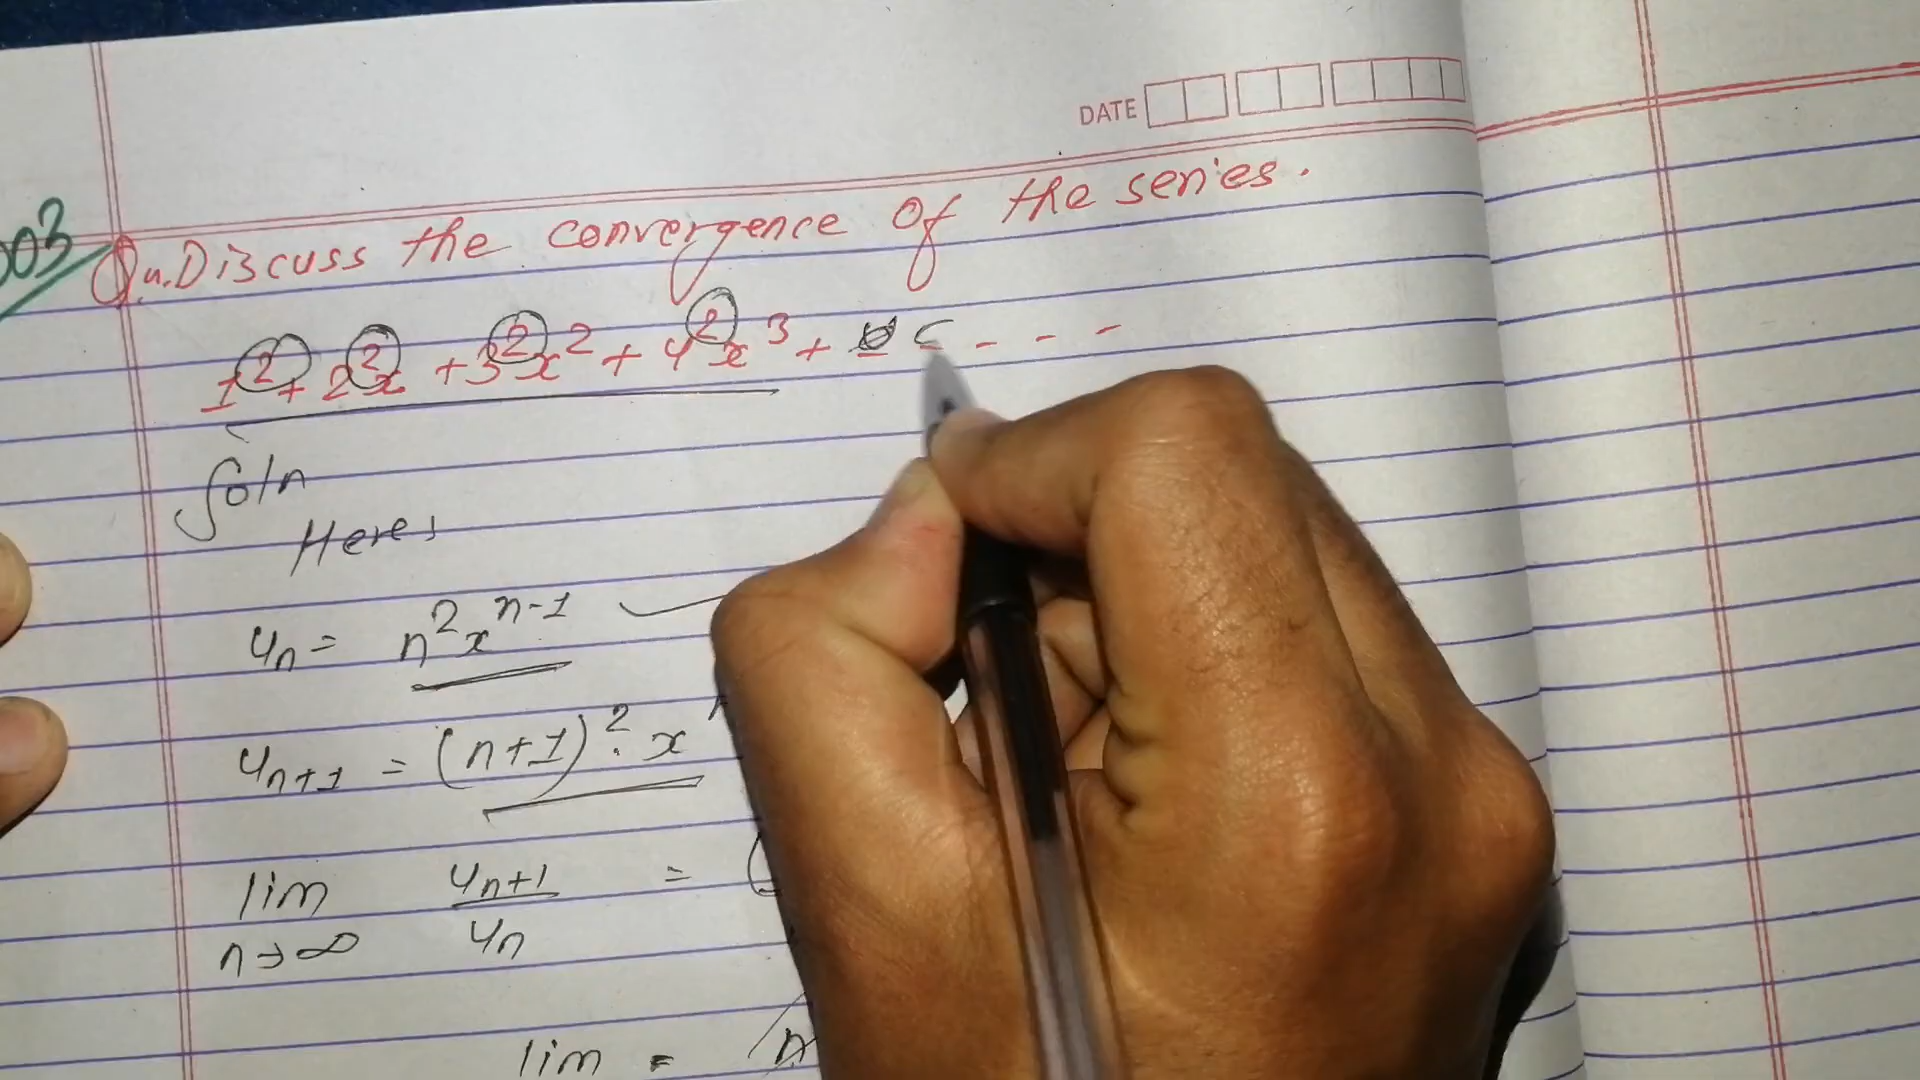 DATE
003
Qu. Discuss the convergence of the series.
1² + 2²x + 3²x² + 4²x³ + - - - -
Soln
Here,
un = n²x^n-1
un+1 = (n+1)² . x
lim un+1 / un =
n→∞
lim =